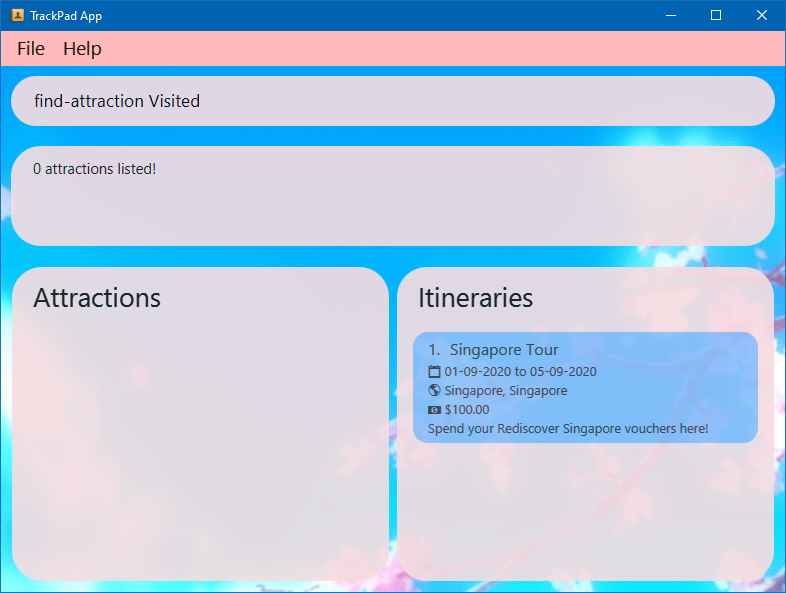 TrackPad App
File Help
find-attraction Visited
0 attractions listed!
Attractions
Itineraries
1. Singapore Tour
01-09-2020 to 05-09-2020
Singapore, Singapore
$100.00
Spend your Rediscover Singapore vouchers here!